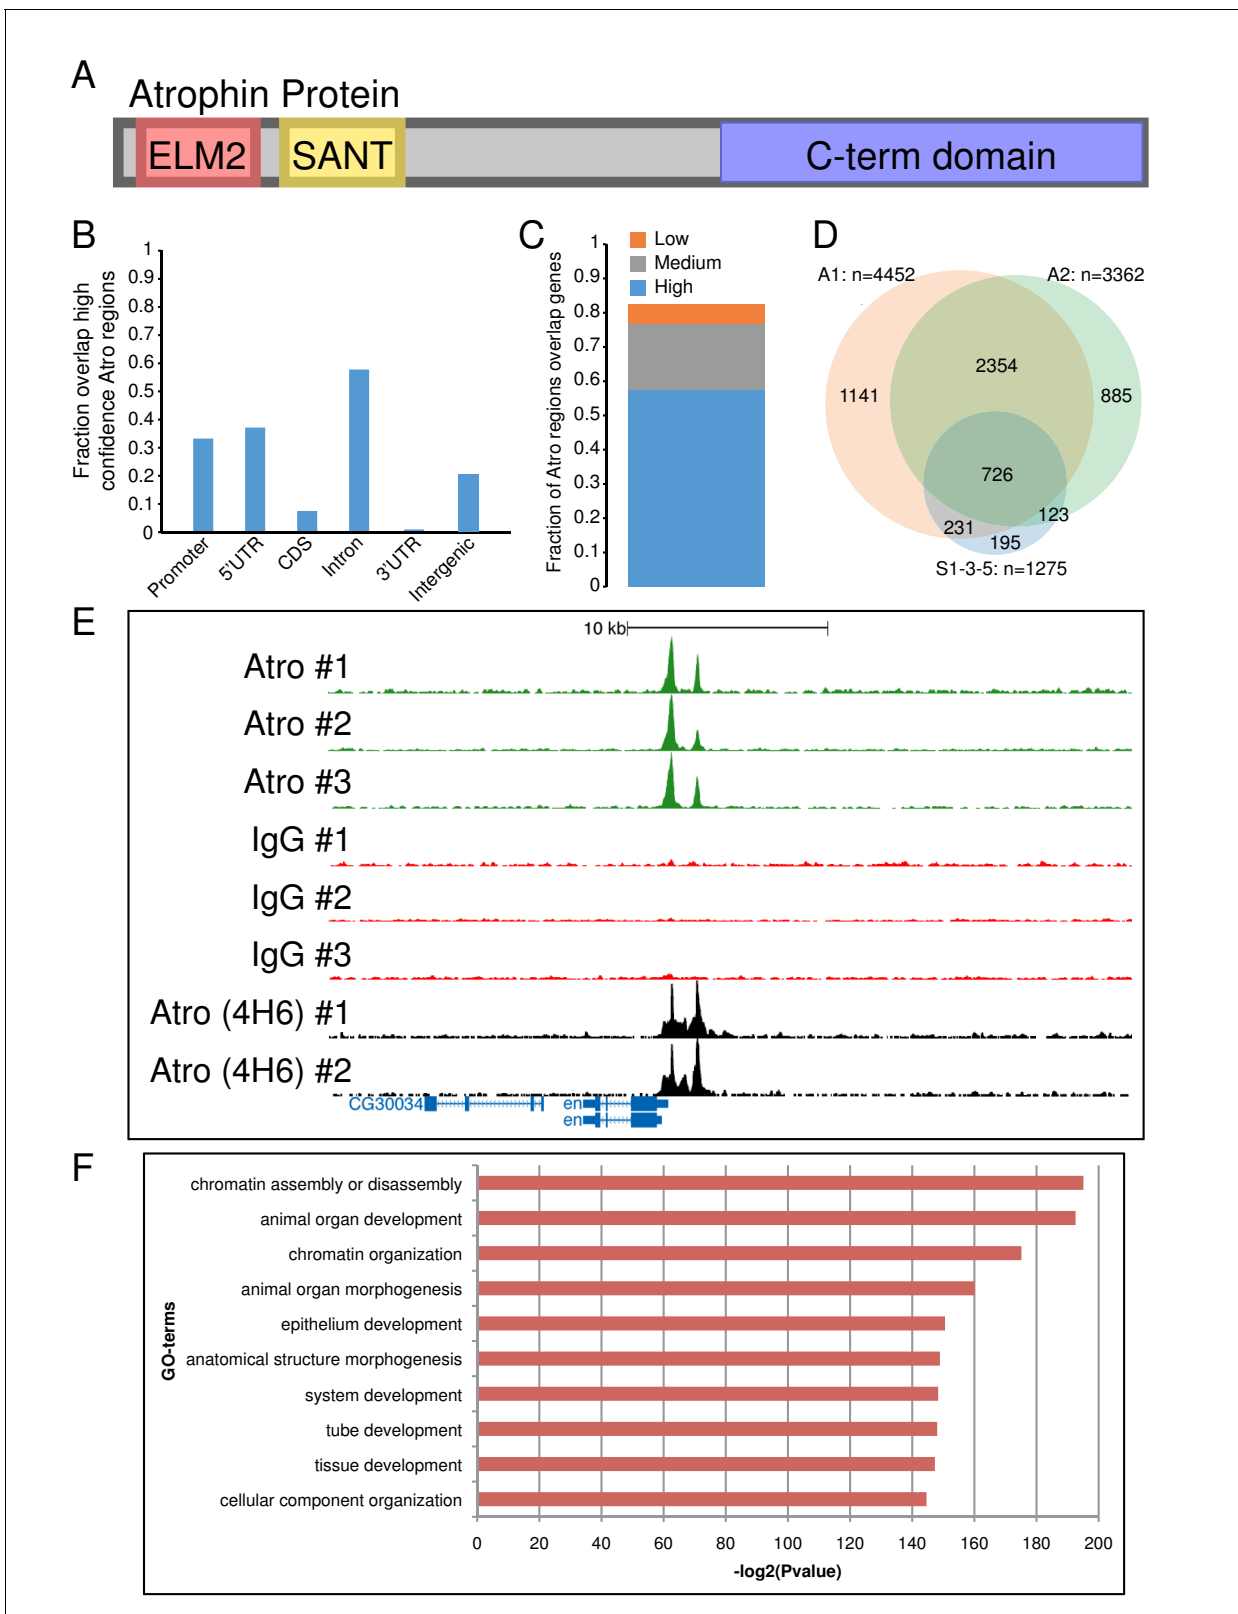 A
Atrophin Protein
ELM2 SANT C-term domain
B
Fraction overlap high
confidence Atro regions
1
0.9
0.8
0.7
0.6
0.5
0.4
0.3
0.2
0.1
0
Promoter 5'UTR CDS Intron 3'UTR Intergenic
C
Fraction of Atro regions overlap genes
1
0.9
0.8
0.7
0.6
0.5
0.4
0.3
0.2
0.1
0
Low
Medium
High
D
A1: n=4452 A2: n=3362
2354
1141 885
726
231 123
195
S1-3-5: n=1275
E
10 kb
Atro #1
Atro #2
Atro #3
IgG #1
IgG #2
IgG #3
Atro (4H6) #1
Atro (4H6) #2
CG30034 en
en
F
GO-terms
chromatin assembly or disassembly
animal organ development
chromatin organization
animal organ morphogenesis
epithelium development
anatomical structure morphogenesis
system development
tube development
tissue development
cellular component organization
0 20 40 60 80 100 120 140 160 180 200
-log2(Pvalue)